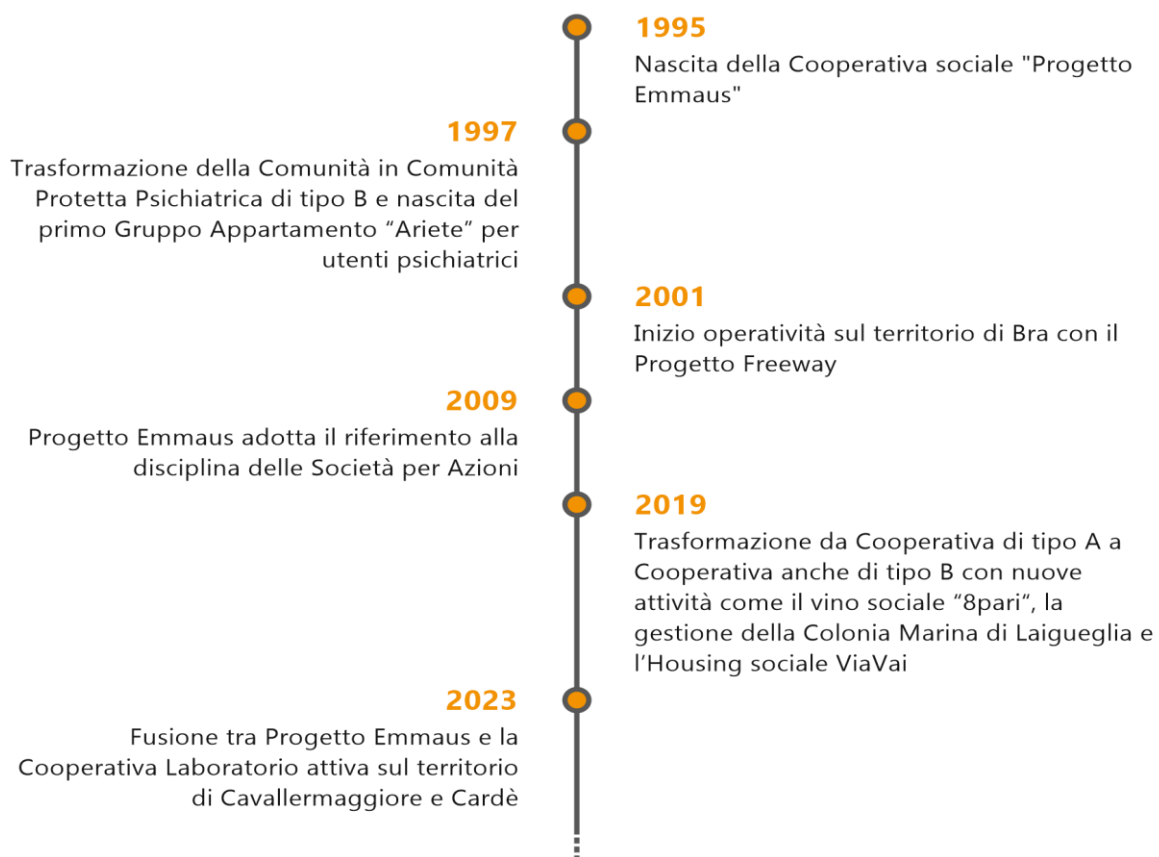 1995
Nascita della Cooperativa sociale "Progetto
Emmaus"
1997
Trasformazione della Comunità in Comunità
Protetta Psichiatrica di tipo B e nascita del
primo Gruppo Appartamento “Ariete” per
utenti psichiatrici
2001
Inizio operatività sul territorio di Bra con il
Progetto Freeway
2009
Progetto Emmaus adotta il riferimento alla
disciplina delle Società per Azioni
2019
Trasformazione da Cooperativa di tipo A a
Cooperativa anche di tipo B con nuove
attività come il vino sociale “8pari“, la
gestione della Colonia Marina di Laigueglia e
l’Housing sociale ViaVai
2023
Fusione tra Progetto Emmaus e la
Cooperativa Laboratorio attiva sul territorio
di Cavallermaggiore e Cardè